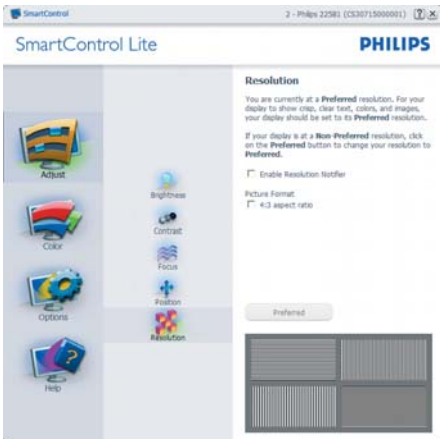 SmartControl
2 - Philips 225B1 (CS30715000001)
SmartControl Lite
PHILIPS
Adjust
Color
Options
Help
Brightness
Contrast
Focus
Position
Resolution
Resolution
You are currently at a Preferred resolution. For your
display to show crisp, clear text, colors, and images,
your display should be set to its Preferred resolution.
If your display is at a Non-Preferred resolution, click
on the Preferred button to change your resolution to
Preferred.
Enable Resolution Notifier
Picture Format
4:3 aspect ratio
Preferred